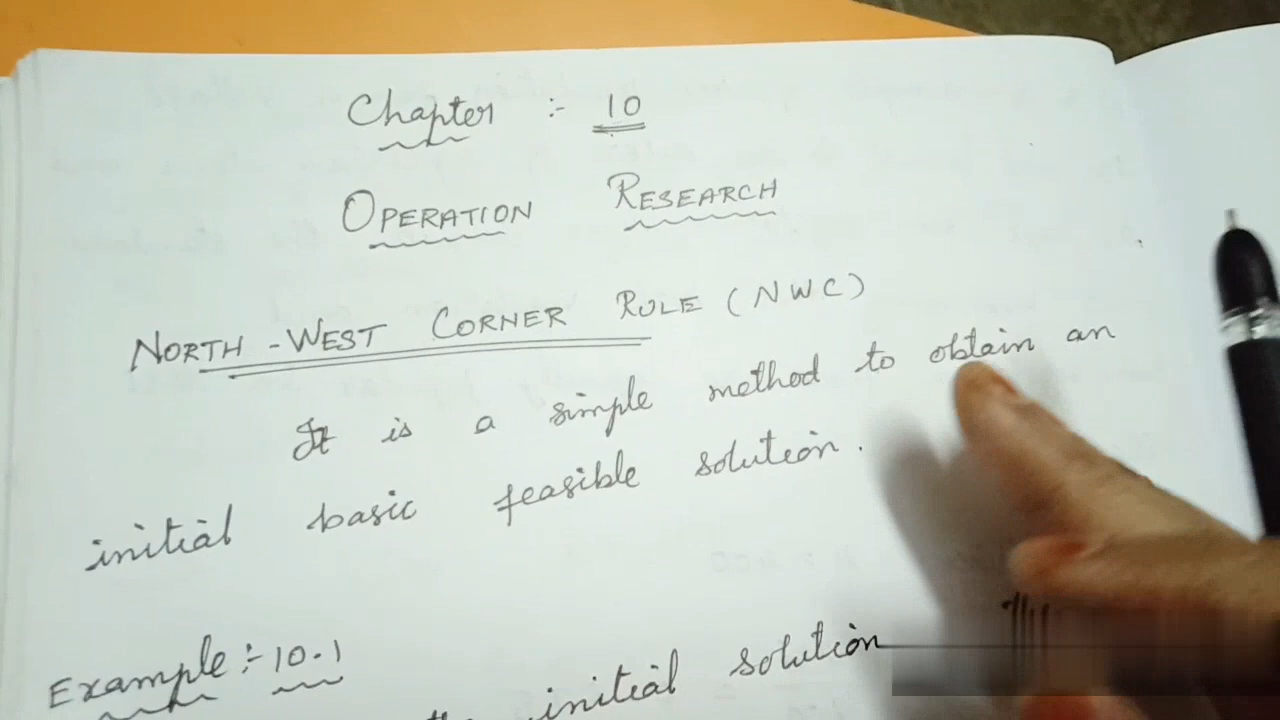 Chapter :- 10
OPERATION RESEARCH
NORTH-WEST CORNER RULE (NWC)
It is a simple method to obtain an
initial basic feasible solution.
Example :- 10.1
initial solution